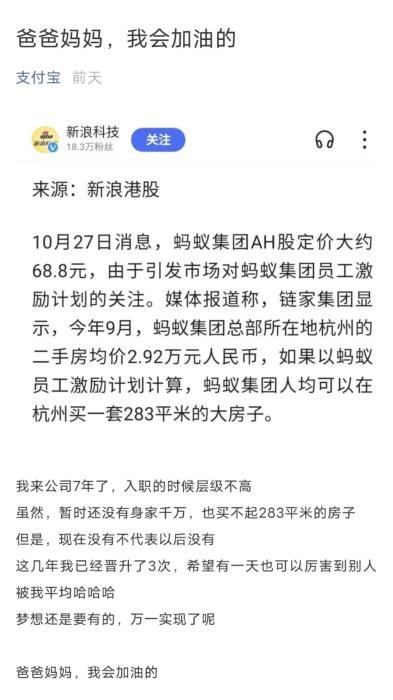 爸爸妈妈，我会加油的
支付宝 前天
新浪科技
18.3万粉丝
关注
来源：新浪港股
10月27日消息，蚂蚁集团AH股定价大约
68.8元，由于引发市场对蚂蚁集团员工激
励计划的关注。媒体报道称，链家集团显
示，今年9月，蚂蚁集团总部所在地杭州的
二手房均价2.92万元人民币，如果以蚂蚁
员工激励计划计算，蚂蚁集团人均可以在
杭州买一套283平米的大房子。
我来公司7年了，入职的时候层级不高
虽然，暂时还没有身家千万，也买不起283平米的房子
但是，现在没有不代表以后没有
这几年我已经晋升了3次，希望有一天也可以厉害到别人
被我平均哈哈哈
梦想还是要有的，万一实现了呢
爸爸妈妈，我会加油的